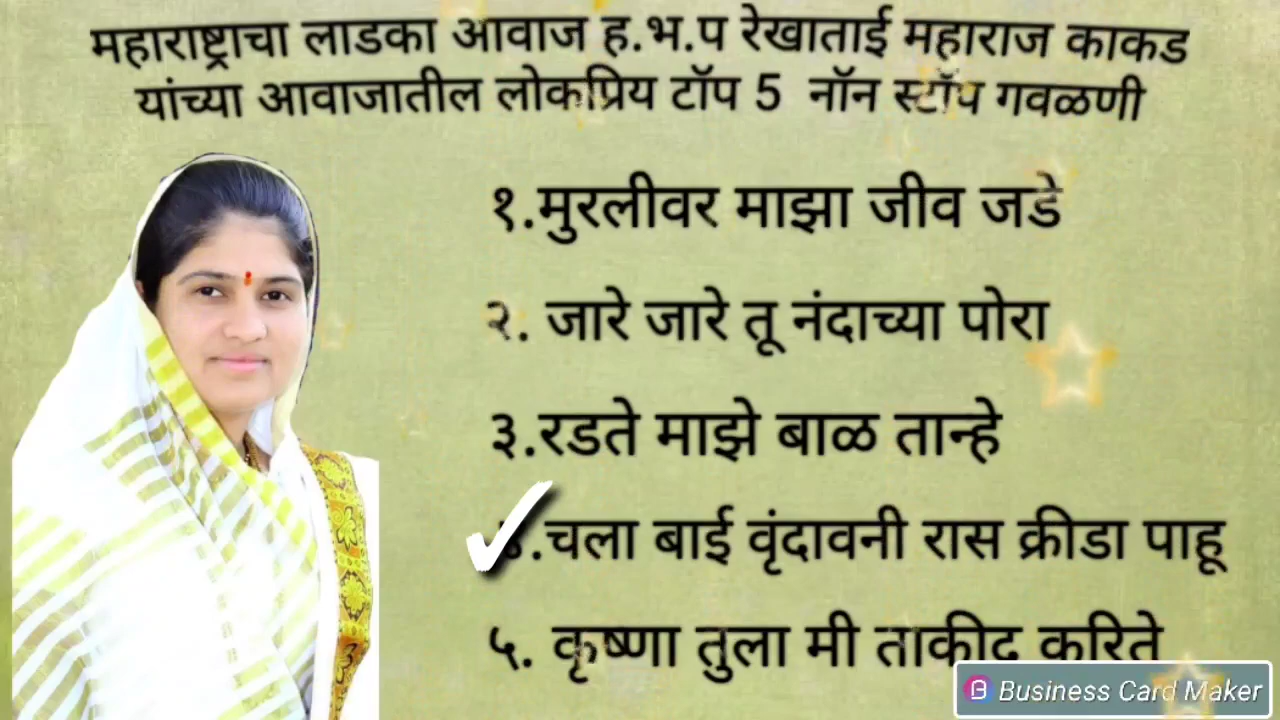 महाराष्ट्राचा लाडका आवाज ह.भ.प रेखाताई महाराज काकड
यांच्या आवाजातील लोकप्रिय टॉप 5 नॉन स्टॉप गवळणी
१.मुरलीवर माझा जीव जडे
२. जारे जारे तू नंदाच्या पोरा
३.रडते माझे बाळ तान्हे
४.चला बाई वृंदावनी रास क्रीडा पाहू
५. कृष्णा तुला मी ताकीद करिते
Business Card Maker